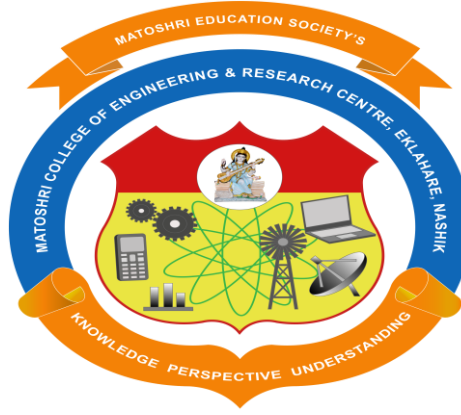 MATOSHRI EDUCATION SOCIETY'S
MATOSHRI COLLEGE OF ENGINEERING & RESEARCH CENTRE, EKLAHARE, NASHIK
KNOWLEDGE PERSPECTIVE UNDERSTANDING